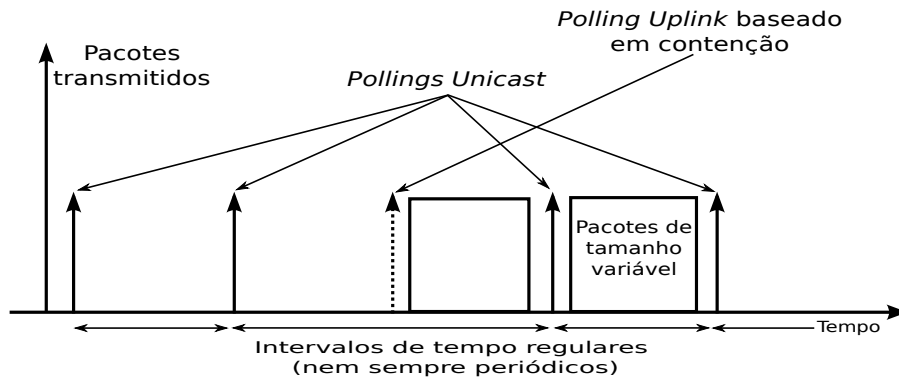 Polling Uplink baseado
em contenção
Pacotes
transmitidos
Pollings Unicast
Pacotes de
tamanho
variável
Tempo
Intervalos de tempo regulares
(nem sempre periódicos)